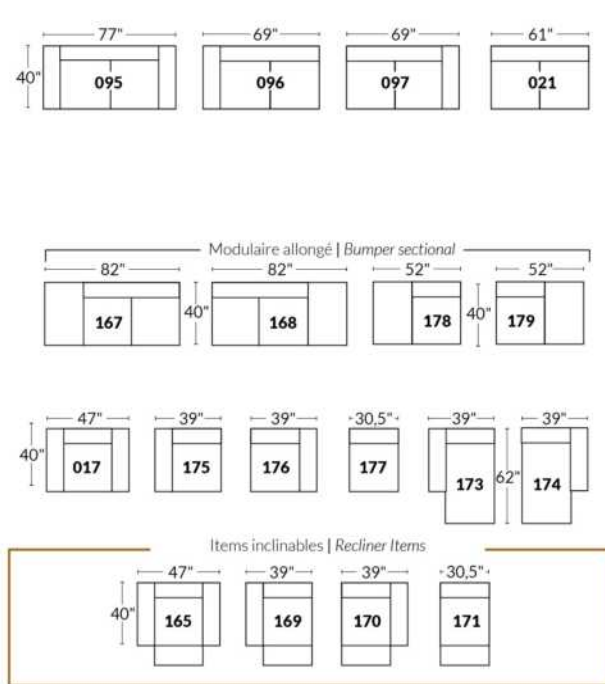 77" 69" 69" 61"
40" 095 096 097 021
Modulaire allongé | Bumper sectional
82" 82" 52" 52"
167 40" 168 178 40" 179
47" 39" 39" 30,5" 39" 39"
40" 017 175 176 177 173 62" 174
Items inclinables | Recliner Items
47" 39" 39" 30,5"
40" 165 169 170 171